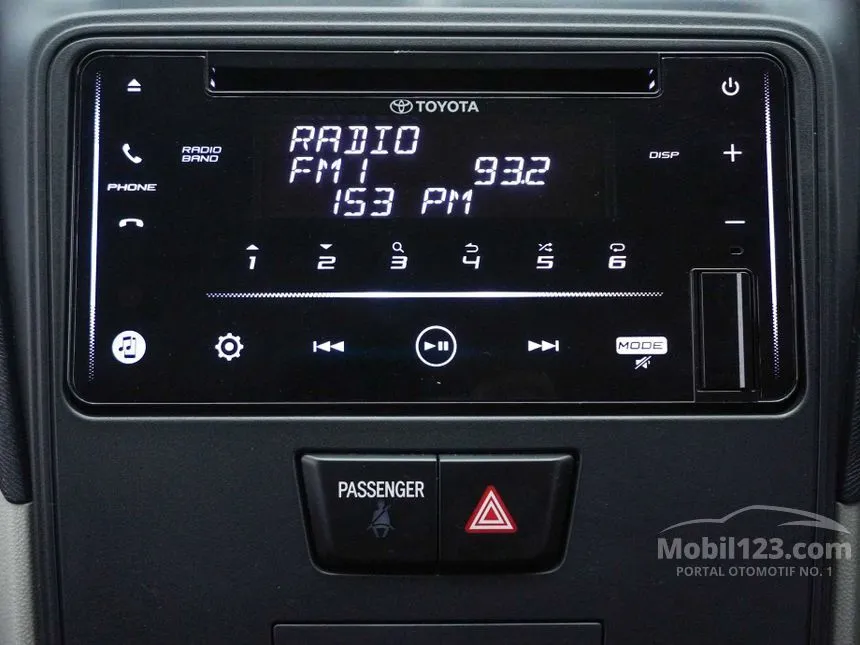 TOYOTA
RADIO
FM1 93.2
153 PM
RADIO
BAND
DISP
PHONE
1 2 3 4 5 6
MODE
PASSENGER
Mobil123.com
PORTAL OTOMOTIF NO. 1